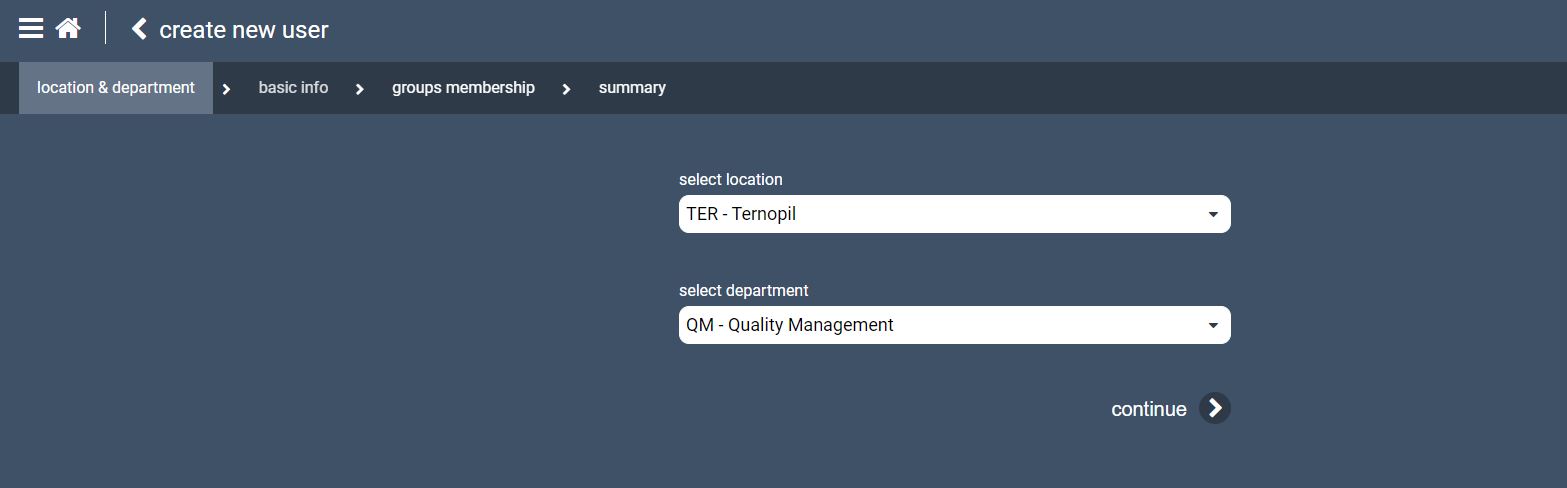 create new user
location & department
basic info
groups membership
summary
select location
TER - Ternopil
select department
QM - Quality Management
continue